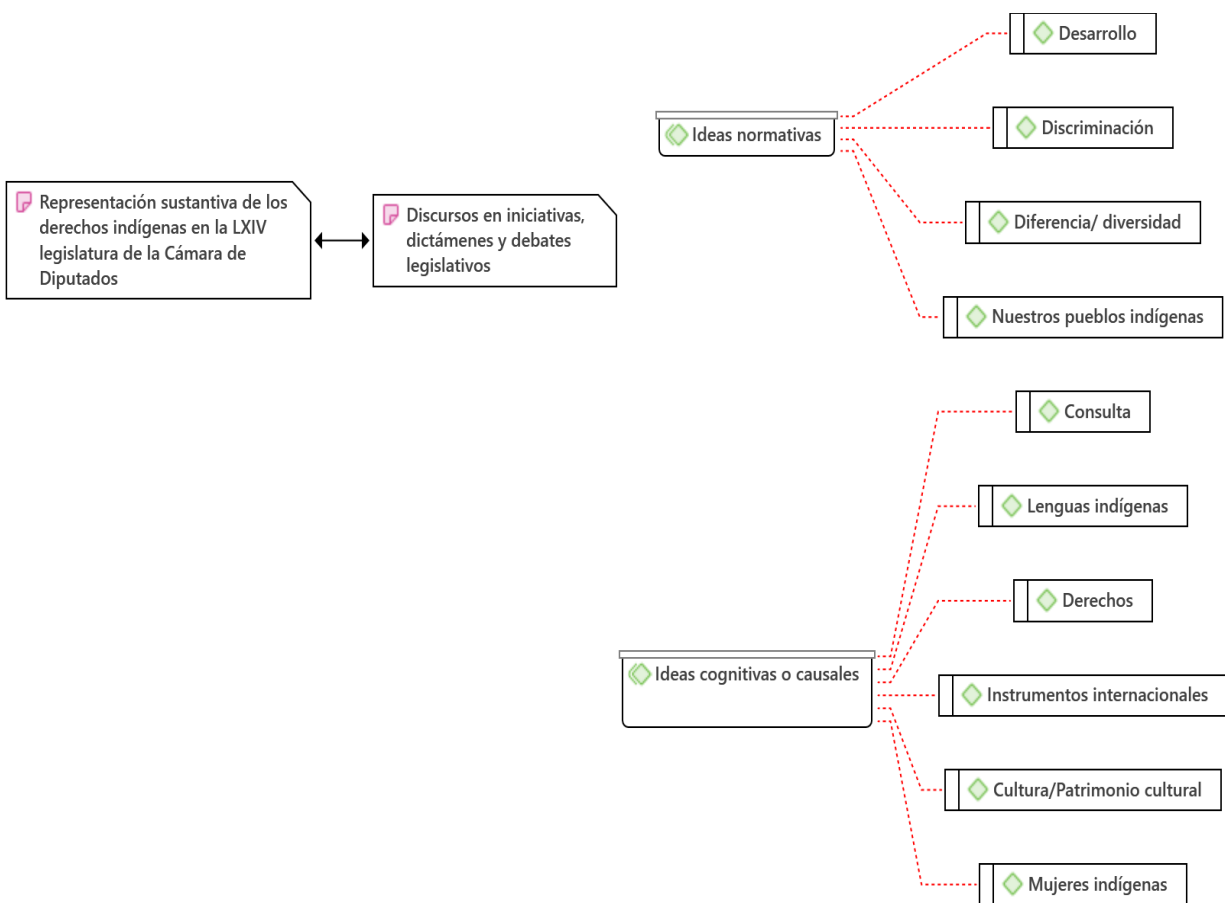 Representación sustantiva de los
derechos indígenas en la LXIV
legislatura de la Cámara de
Diputados
Discursos en iniciativas,
dictámenes y debates
legislativos
Ideas normativas
Desarrollo
Discriminación
Diferencia/ diversidad
Nuestros pueblos indígenas
Ideas cognitivas o causales
Consulta
Lenguas indígenas
Derechos
Instrumentos internacionales
Cultura/Patrimonio cultural
Mujeres indígenas